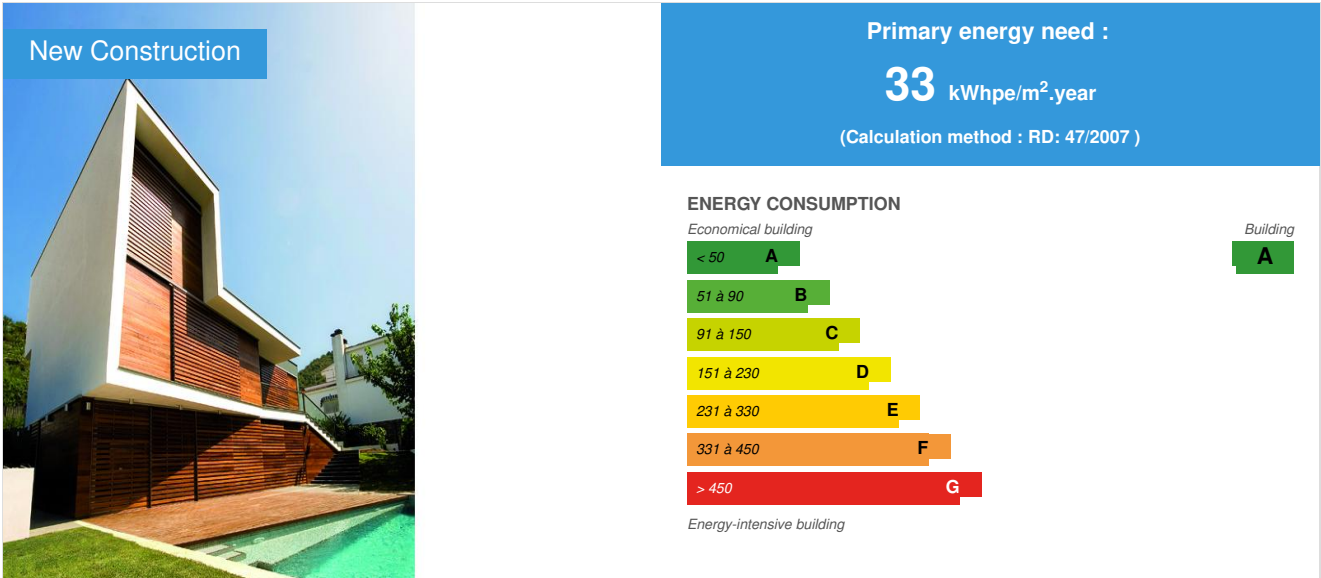 New Construction
Primary energy need :
33 kWhpe/m².year
(Calculation method : RD: 47/2007 )
ENERGY CONSUMPTION
Economical building
Building
< 50 A
A
51 à 90 B
91 à 150 C
151 à 230 D
231 à 330 E
331 à 450 F
> 450 G
Energy-intensive building